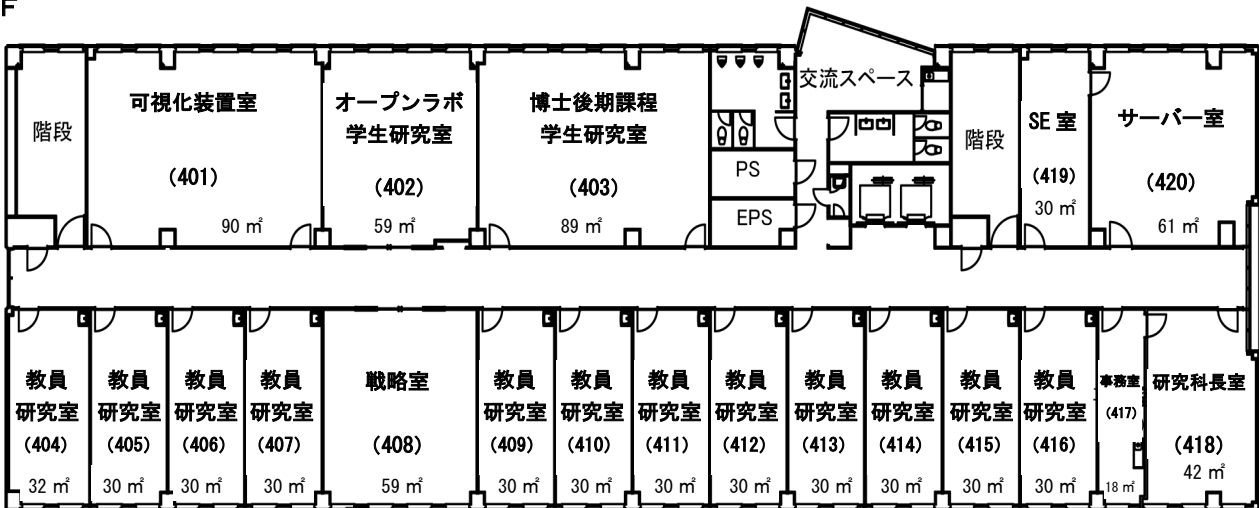 F
階段
可視化装置室
(401)
90 ㎡
オープンラボ
学生研究室
(402)
59 ㎡
博士後期課程
学生研究室
(403)
89 ㎡
PS
EPS
交流スペース
階段
SE 室
(419)
30 ㎡
サーバー室
(420)
61 ㎡
教員
研究室
(404)
32 ㎡
教員
研究室
(405)
30 ㎡
教員
研究室
(406)
30 ㎡
教員
研究室
(407)
30 ㎡
戦略室
(408)
59 ㎡
教員
研究室
(409)
30 ㎡
教員
研究室
(410)
30 ㎡
教員
研究室
(411)
30 ㎡
教員
研究室
(412)
30 ㎡
教員
研究室
(413)
30 ㎡
教員
研究室
(414)
30 ㎡
教員
研究室
(415)
30 ㎡
教員
研究室
(416)
30 ㎡
事務室
(417)
18 ㎡
研究科長室
(418)
42 ㎡